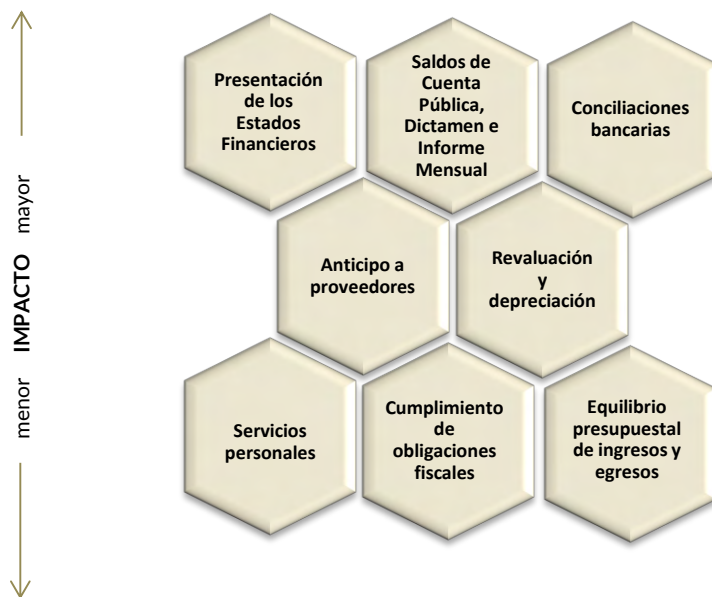 menor IMPACTO mayor
Presentación
de los
Estados
Financieros
Saldos de
Cuenta
Pública,
Dictamen e
Informe
Mensual
Conciliaciones
bancarias
Anticipo a
proveedores
Revaluación
y
depreciación
Servicios
personales
Cumplimiento
de
obligaciones
fiscales
Equilibrio
presupuestal
de ingresos y
egresos